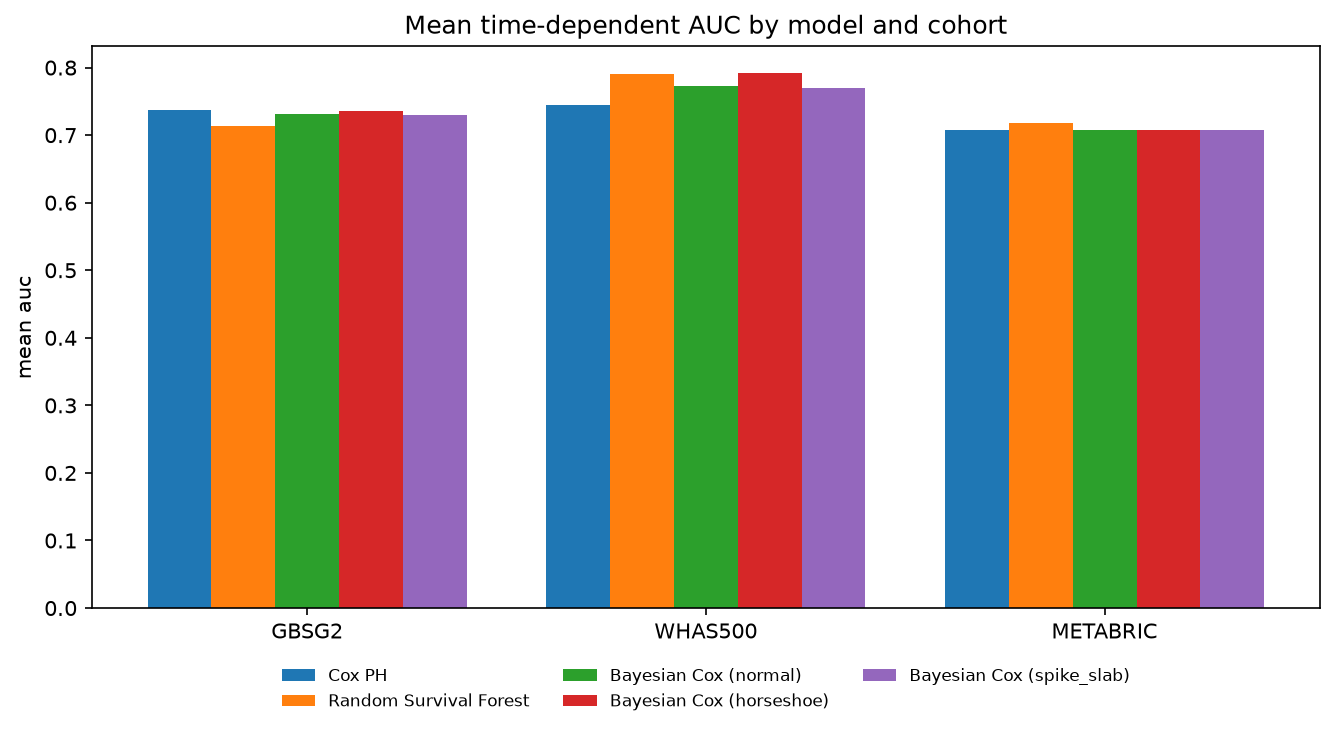 Mean time-dependent AUC by model and cohort
mean auc
0.8
0.7
0.6
0.5
0.4
0.3
0.2
0.1
0.0
GBSG2 WHAS500 METABRIC
Cox PH Bayesian Cox (normal) Bayesian Cox (spike_slab)
Random Survival Forest Bayesian Cox (horseshoe)